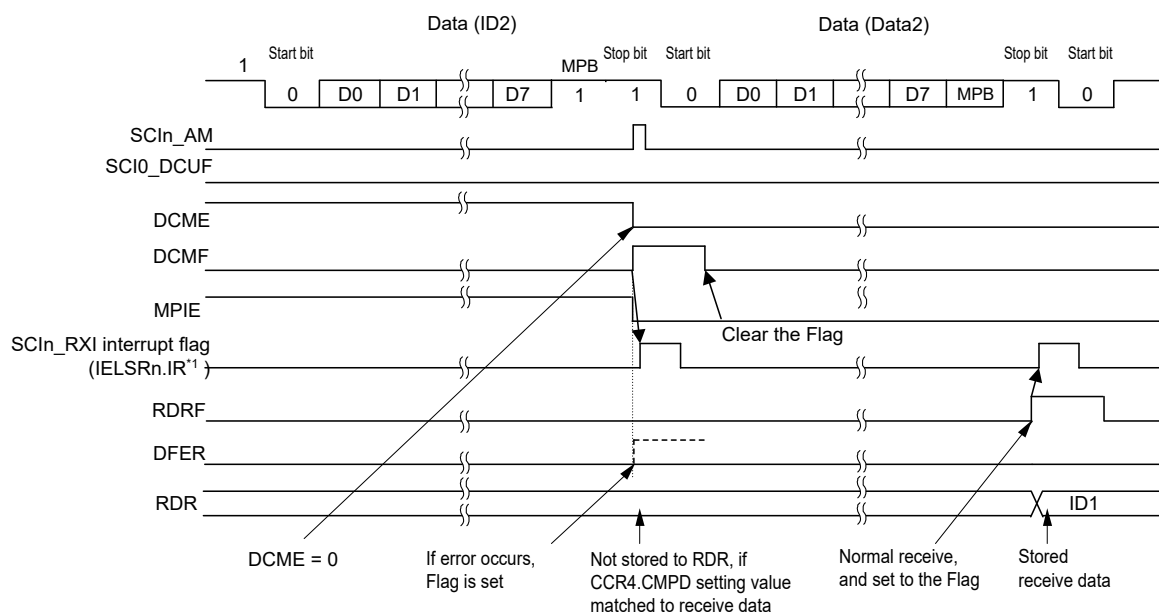 Data (ID2) Data (Data2)
Start bit Stop bit Start bit Stop bit Start bit
1 MPB
0 D0 D1 D7 1 1 0 D0 D1 D7 MPB 1 0
SCIn_AM
SCI0_DCUF
DCME
DCMF
MPIE
Clear the Flag
SCIn_RXI interrupt flag
(IELSRn.IR*1 )
RDRF
DFER
RDR ID1
DCME = 0
If error occurs,
Flag is set
Not stored to RDR, if
CCR4.CMPD setting value
matched to receive data
Normal receive,
and set to the Flag
Stored
receive data